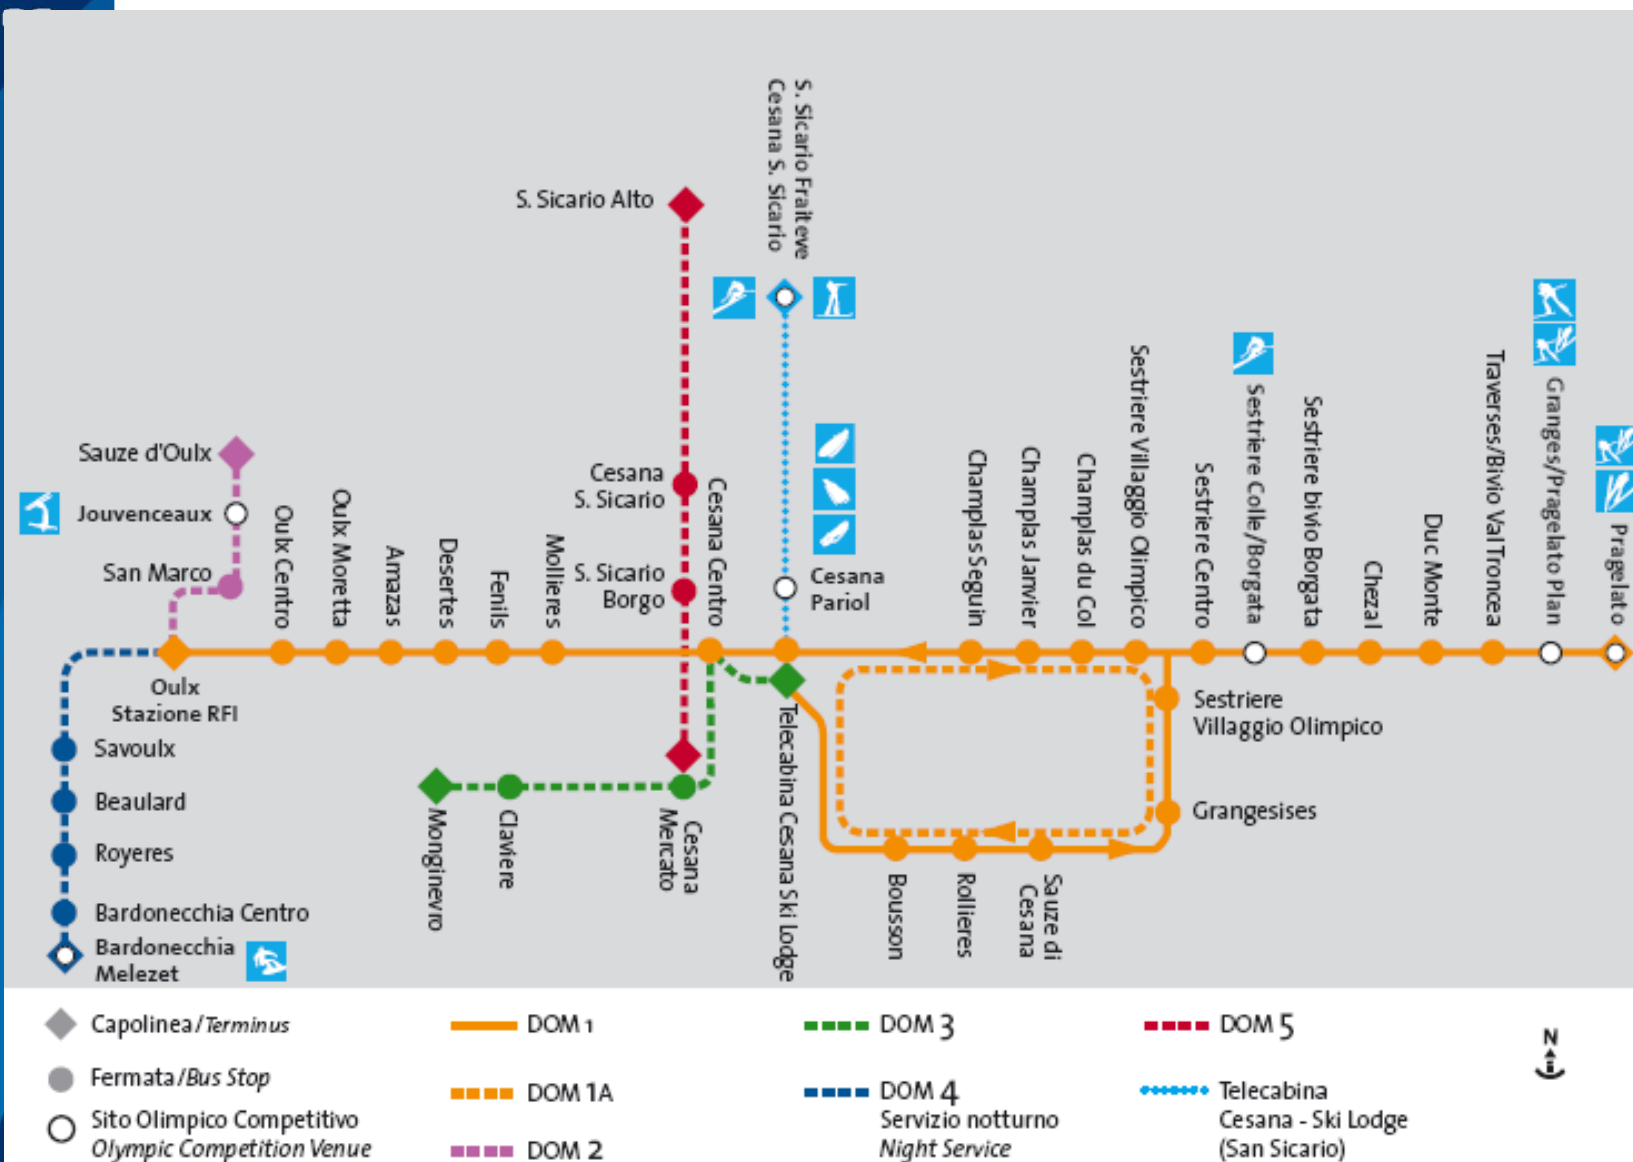 S. Sicario Fraiteve
Cesana S. Sicario
S. Sicario Alto
Sauze d'Oulx
Jouvenceaux
San Marco
Oulx Centro
Oulx Moretta
Amazas
Desertes
Fenils
Mollieres
Cesana
S. Sicario
S. Sicario
Borgo
Cesana Centro
Cesana
Pariol
Champlas Seguin
Champlas Janvier
Champlas du Col
Sestriere Villaggio Olimpico
Sestriere Centro
Sestriere Colle/Borgata
Sestriere bivio Borgata
Chezal
Duc Monte
Traverses/Bivio Val Troncea
Granges/Pragelato Plan
Pragelato
Oulx
Stazione RFI
Savoulx
Beaulard
Royeres
Bardonecchia Centro
Bardonecchia
Melezet
Monginevro
Claviere
Cesana
Mercato
Telecabina Cesana Ski Lodge
Bousson
Rollieres
Sauze di
Cesana
Sestriere
Villaggio Olimpico
Grangesises
Capolinea/Terminus
Fermata/Bus Stop
Sito Olimpico Competitivo
Olympic Competition Venue
DOM 1
DOM 1A
DOM 2
DOM 3
DOM 4
Servizio notturno
Night Service
DOM 5
Telecabina
Cesana - Ski Lodge
(San Sicario)
N